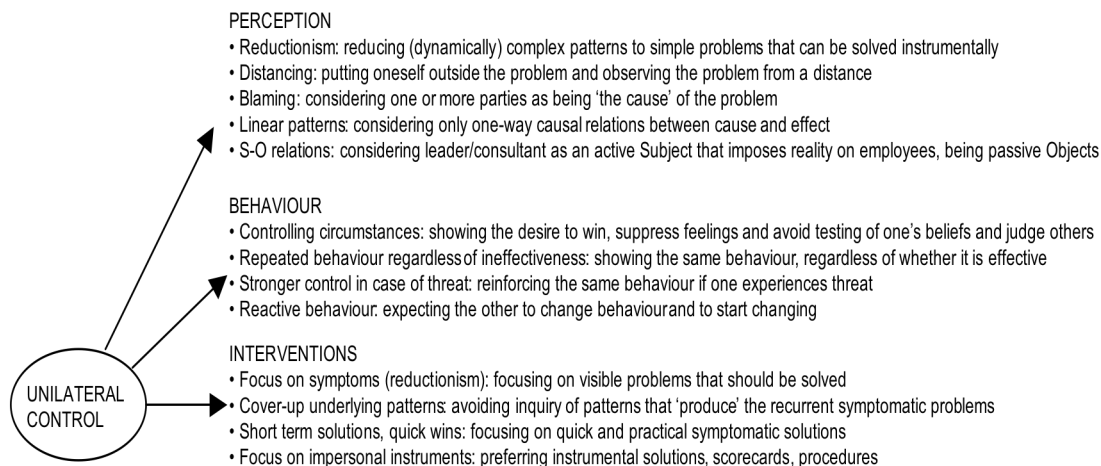 PERCEPTION
• Reductionism: reducing (dynamically) complex patterns to simple problems that can be solved instrumentally
• Distancing: putting oneself outside the problem and observing the problem from a distance
• Blaming: considering one or more parties as being ‘the cause’ of the problem
• Linear patterns: considering only one-way causal relations between cause and effect
• S-O relations: considering leader/consultant as an active Subject that imposes reality on employees, being passive Objects
BEHAVIOUR
• Controlling circumstances: showing the desire to win, suppress feelings and avoid testing of one’s beliefs and judge others
• Repeated behaviour regardless of ineffectiveness: showing the same behaviour, regardless of whether it is effective
• Stronger control in case of threat: reinforcing the same behaviour if one experiences threat
• Reactive behaviour: expecting the other to change behaviour and to start changing
INTERVENTIONS
• Focus on symptoms (reductionism): focusing on visible problems that should be solved
• Cover-up underlying patterns: avoiding inquiry of patterns that ‘produce’ the recurrent symptomatic problems
• Short term solutions, quick wins: focusing on quick and practical symptomatic solutions
• Focus on impersonal instruments: preferring instrumental solutions, scorecards, procedures
UNILATERAL
CONTROL